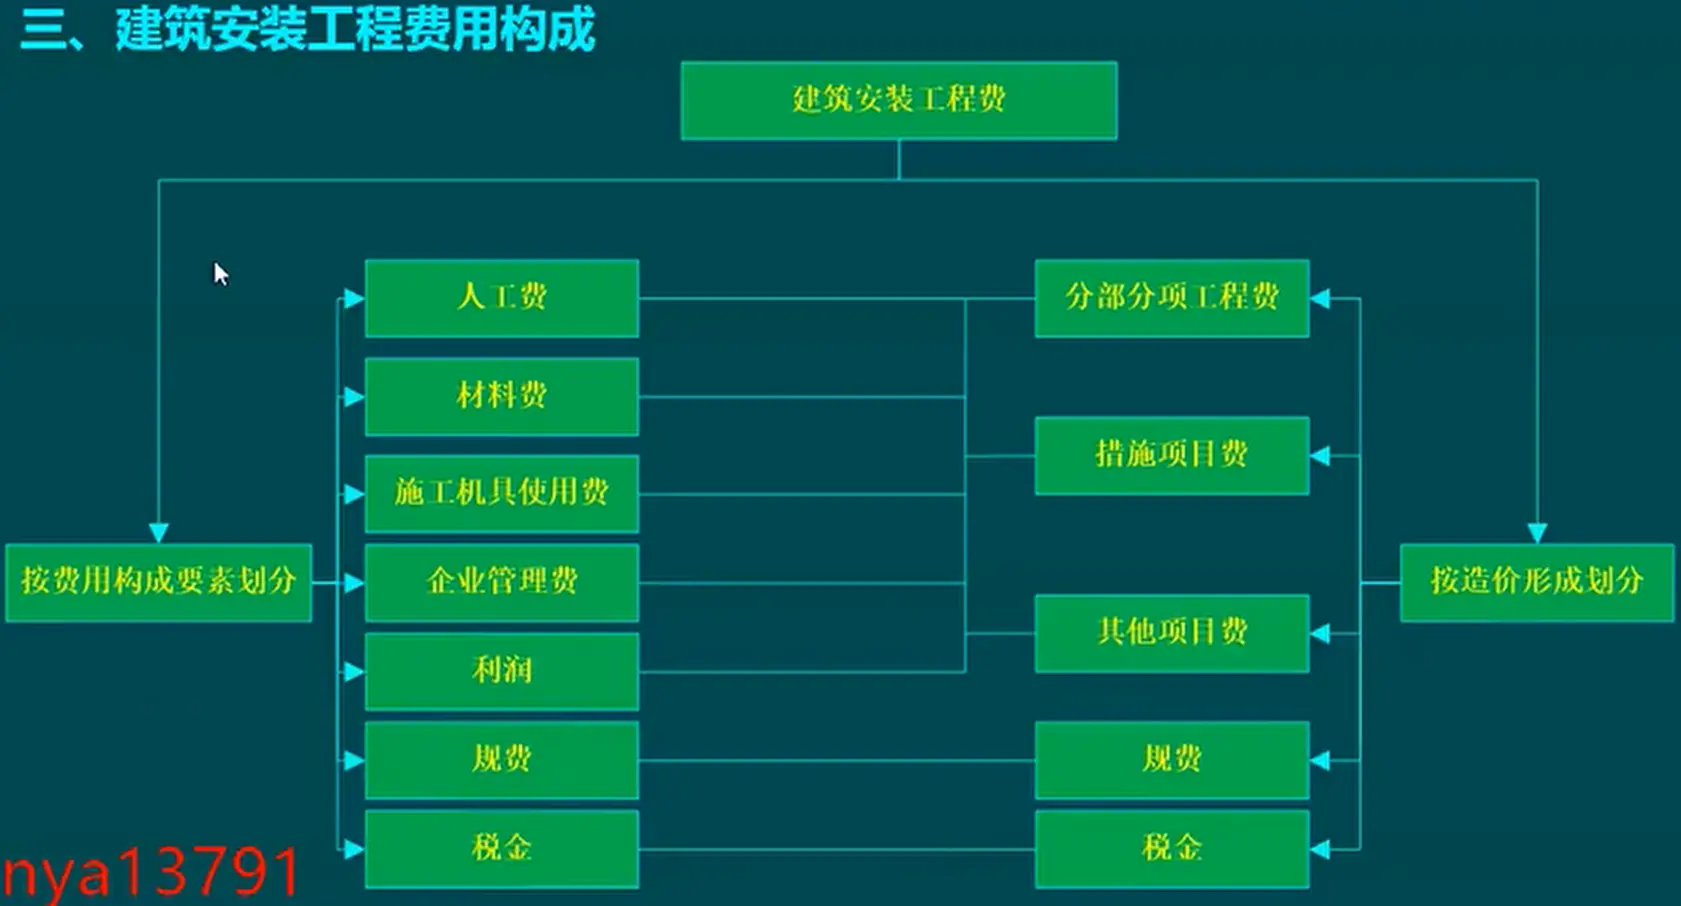 三、建筑安装工程费用构成
建筑安装工程费
人工费
材料费
施工机具使用费
企业管理费
利润
规费
税金
按费用构成要素划分
分部分项工程费
措施项目费
其他项目费
规费
税金
按造价形成划分
nya13791